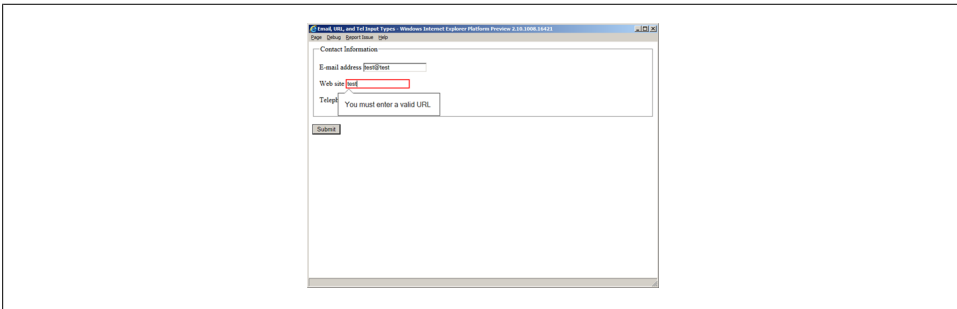 Email, URL, and Tel Input Types - Windows Internet Explorer Platform Preview 2.10.1008.16421
Page Debug Report Issue Help
Contact Information
E-mail address test@test
Web site test
Teleph
You must enter a valid URL
Submit